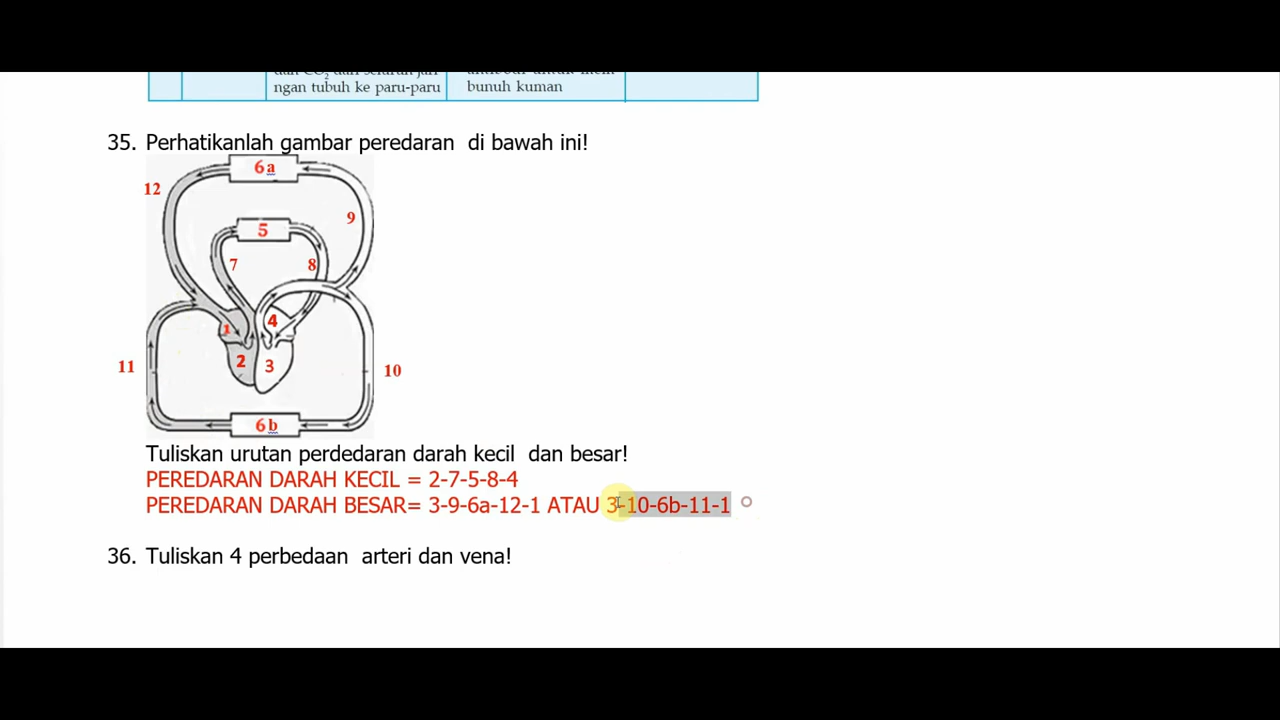 ngan tubuh ke paru-paru
bunuh kuman
35. Perhatikanlah gambar peredaran  di bawah ini!
6a
12
9
5
7
8
4
1
2
3
11
10
6b
Tuliskan urutan perdedaran darah kecil  dan besar!
PEREDARAN DARAH KECIL = 2-7-5-8-4
PEREDARAN DARAH BESAR= 3-9-6a-12-1 ATAU 3-10-6b-11-1
36. Tuliskan 4 perbedaan  arteri dan vena!